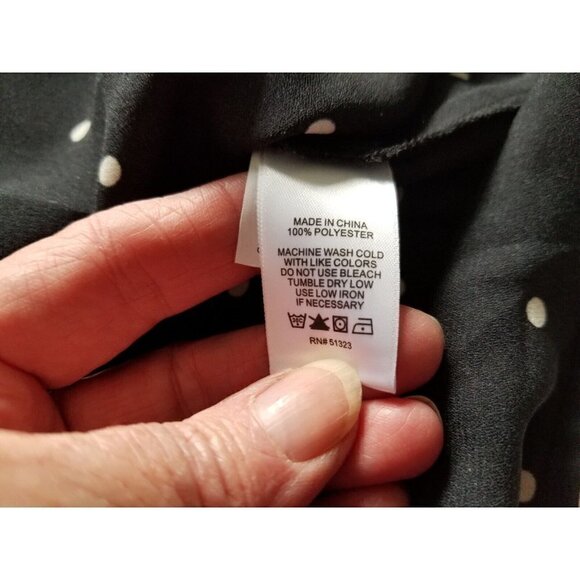 MADE IN CHINA
100% POLYESTER
MACHINE WASH COLD
WITH LIKE COLORS
DO NOT USE BLEACH
TUMBLE DRY LOW
USE LOW IRON
IF NECESSARY
RN# 51323